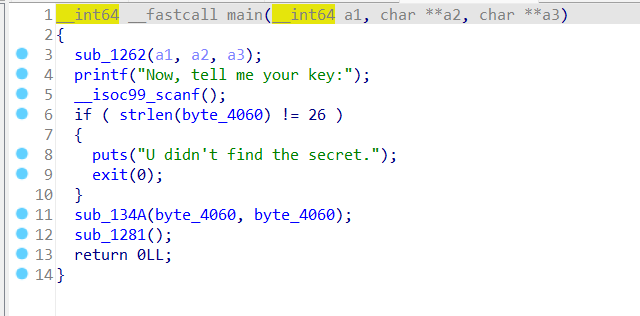 1 __int64 __fastcall main(__int64 a1, char **a2, char **a3)
2 {
3 sub_1262(a1, a2, a3);
4 printf("Now, tell me your key:");
5 __isoc99_scanf();
6 if ( strlen(byte_4060) != 26 )
7 {
8 puts("U didn't find the secret.");
9 exit(0);
10 }
11 sub_134A(byte_4060, byte_4060);
12 sub_1281();
13 return 0LL;
14 }